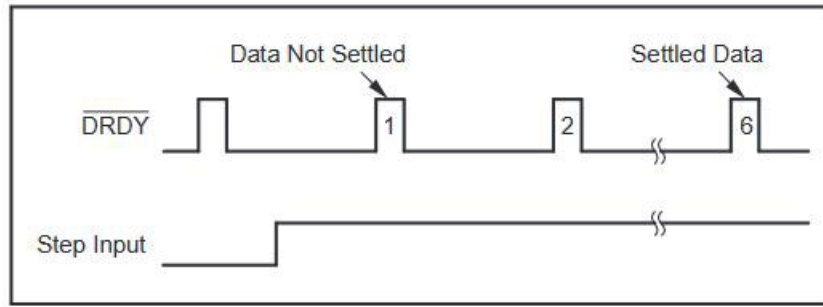 Data Not Settled
Settled Data
DRDY
1
2
6
Step Input